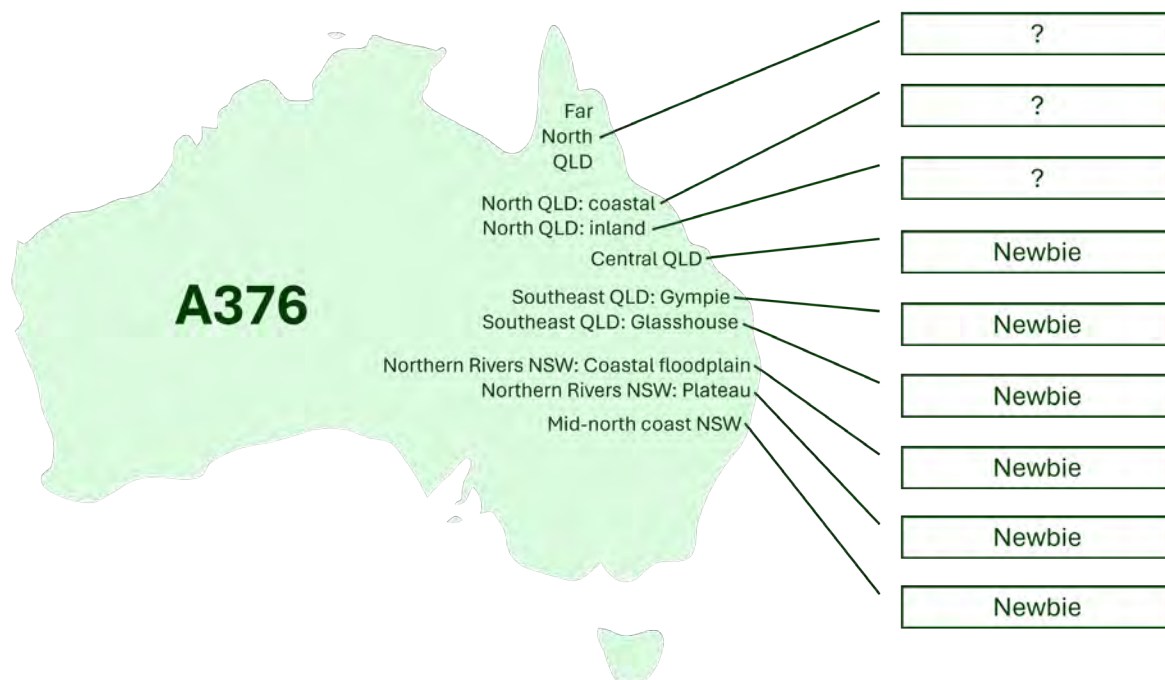 ?
Far
North
QLD
?
?
North QLD: coastal
North QLD: inland
Newbie
Central QLD
A376
Southeast QLD: Gympie
Newbie
Southeast QLD: Glasshouse
Newbie
Northern Rivers NSW: Coastal floodplain
Northern Rivers NSW: Plateau
Mid-north coast NSW
Newbie
Newbie
Newbie